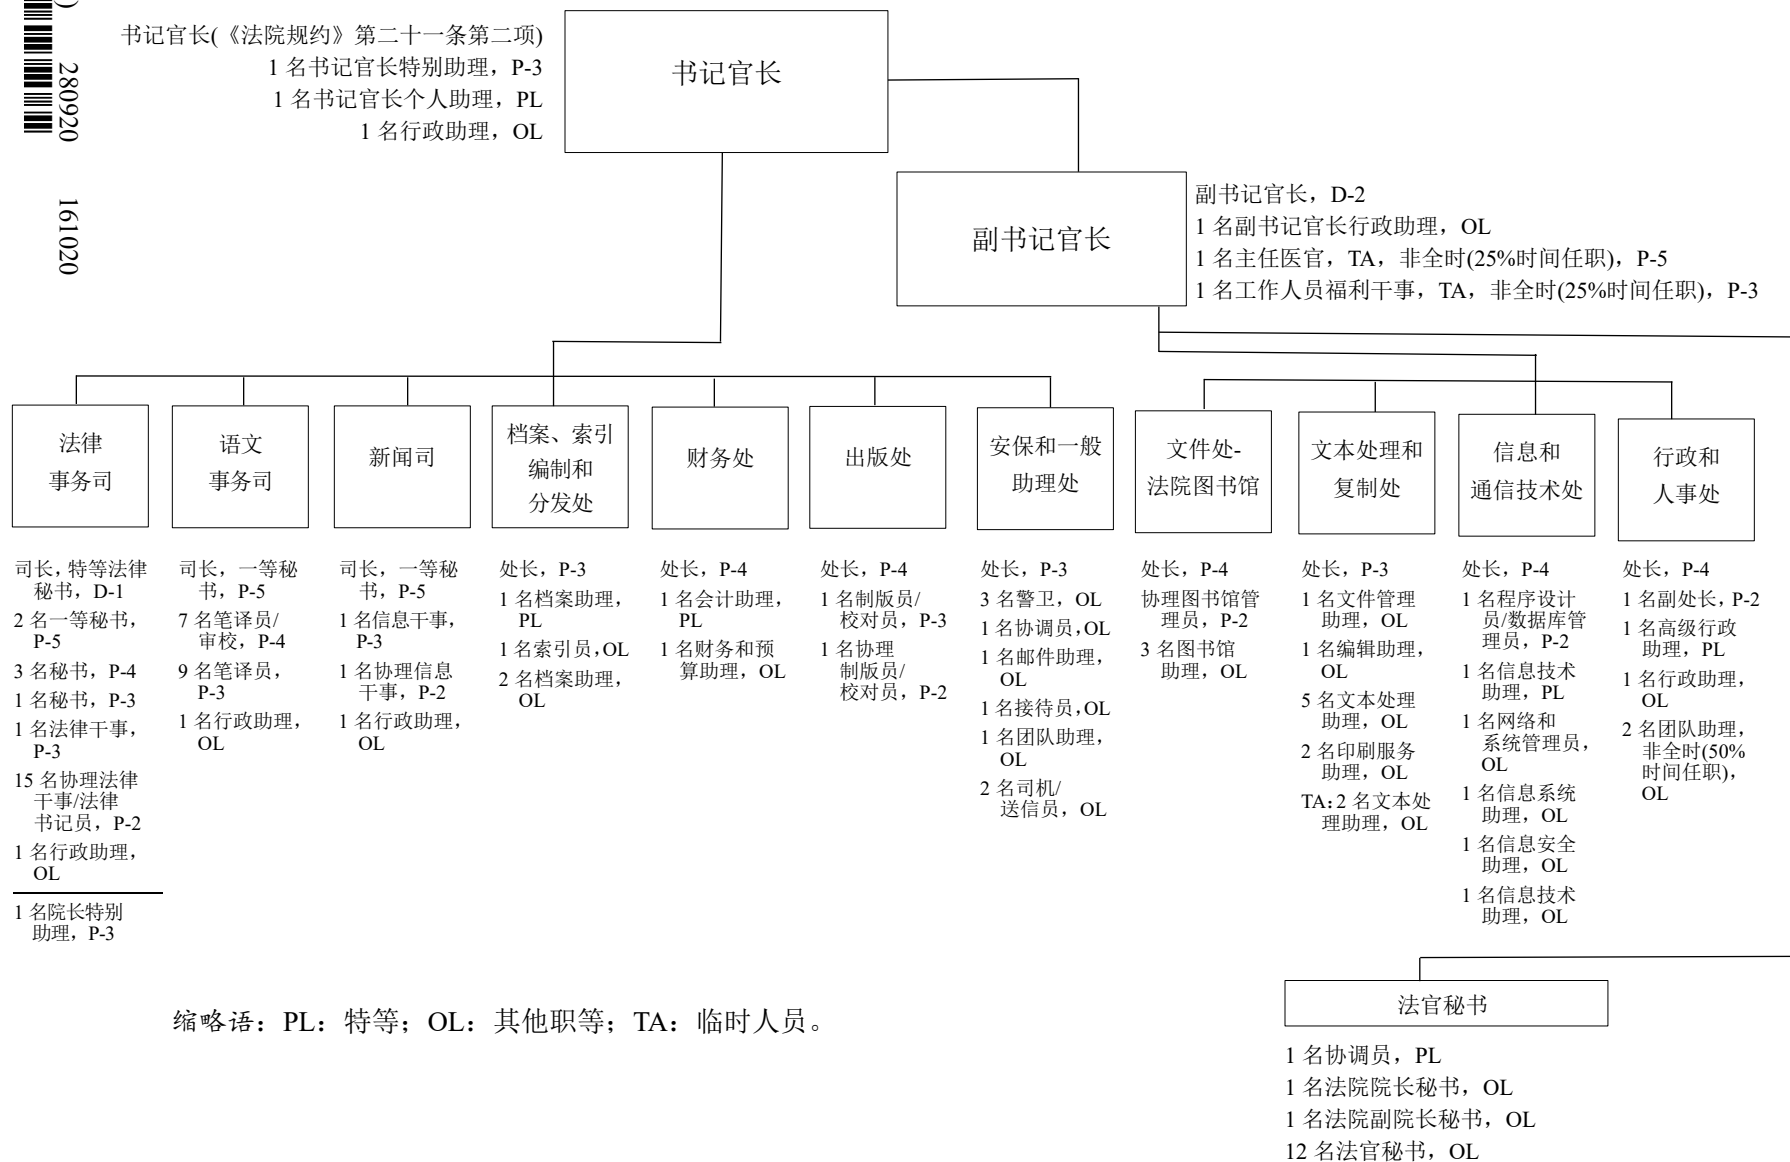 )
280920
161020
书记官长(《法院规约》第二十一条第二项)
1 名书记官长特别助理，P-3
1 名书记官长个人助理，PL
1 名行政助理，OL
书记官长
副书记官长
副书记官长，D-2
1 名副书记官长行政助理，OL
1 名主任医官，TA，非全时(25%时间任职)，P-5
1 名工作人员福利干事，TA，非全时(25%时间任职)，P-3
法律
事务司
语文
事务司
新闻司
档案、索引
编制和
分发处
财务处
出版处
安保和一般
助理处
文件处-
法院图书馆
文本处理和
复制处
信息和
通信技术处
行政和
人事处
司长，特等法律
秘书，D-1
2 名一等秘书，
P-5
3 名秘书，P-4
1 名秘书，P-3
1 名法律干事，
P-3
15 名协理法律
干事/法律
书记员，P-2
1 名行政助理，
OL
1 名院长特别
助理，P-3
司长，一等秘
书，P-5
7 名笔译员/
审校，P-4
9 名笔译员，
P-3
1 名行政助理，
OL
司长，一等秘
书，P-5
1 名信息干事，
P-3
1 名协理信息
干事，P-2
1 名行政助理，
OL
处长，P-3
1 名档案助理，
PL
1 名索引员，OL
2 名档案助理，
OL
处长，P-4
1 名会计助理，
PL
1 名财务和预
算助理，OL
处长，P-4
1 名制版员/
校对员，P-3
1 名协理
制版员/
校对员，P-2
处长，P-3
3 名警卫，OL
1 名协调员，OL
1 名邮件助理，
OL
1 名接待员，OL
1 名团队助理，
OL
2 名司机/
送信员，OL
处长，P-4
协理图书馆管
理员，P-2
3 名图书馆
助理，OL
处长，P-3
1 名文件管理
助理，OL
1 名编辑助理，
OL
5 名文本处理
助理，OL
2 名印刷服务
助理，OL
TA：2 名文本处
理助理，OL
处长，P-4
1 名程序设计
员/数据库管
理员，P-2
1 名信息技术
助理，PL
1 名网络和
系统管理员，
OL
1 名信息系统
助理，OL
1 名信息安全
助理，OL
1 名信息技术
助理，OL
处长，P-4
1 名副处长，P-2
1 名高级行政
助理，PL
1 名行政助理，
OL
2 名团队助理，
非全时(50%
时间任职)，
OL
法官秘书
1 名协调员，PL
1 名法院院长秘书，OL
1 名法院副院长秘书，OL
12 名法官秘书，OL
缩略语：PL：特等；OL：其他职等；TA：临时人员。